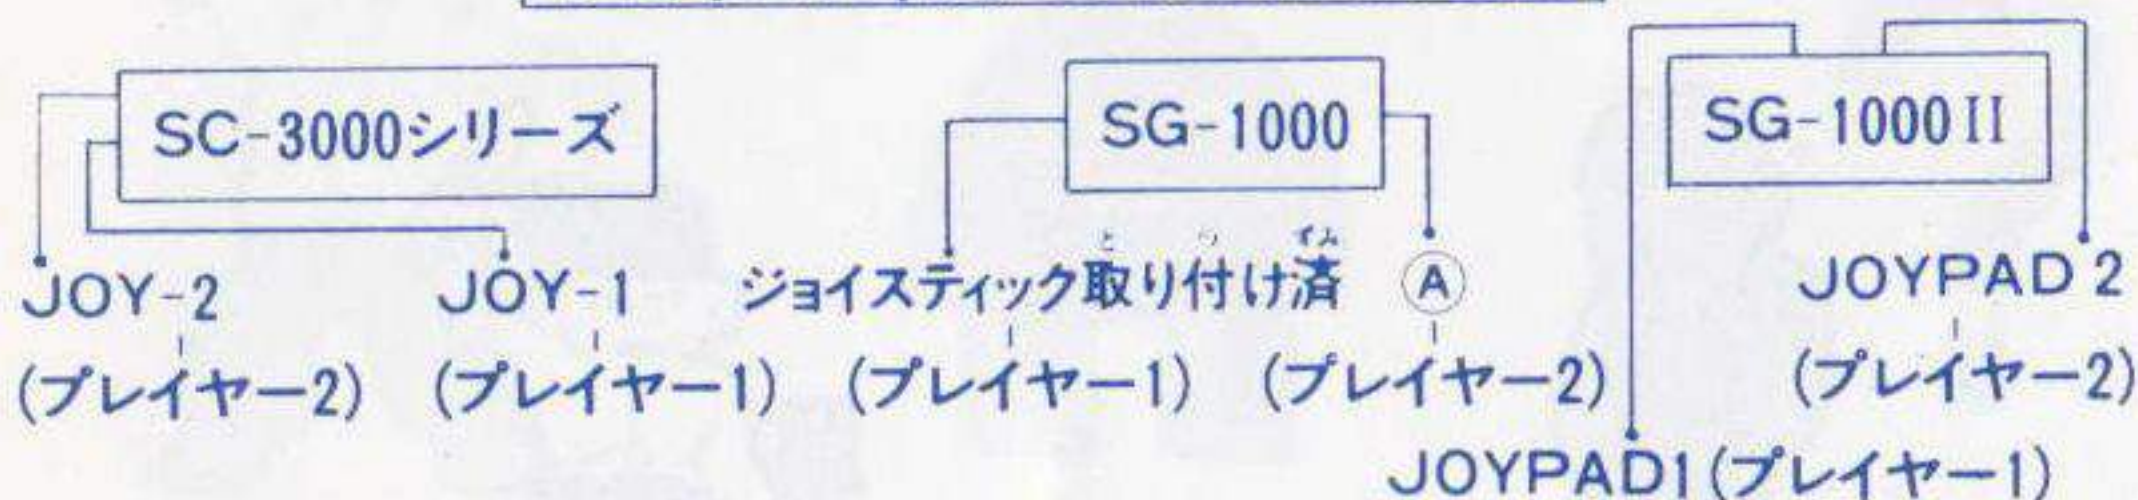 SC-3000シリーズ
SG-1000
SG-1000II
JOY-2
JOY-1
ジョイスティック取り付け済
Ⓐ
JOYPAD 2
(プレイヤー2)
(プレイヤー1)
(プレイヤー1)
(プレイヤー2)
(プレイヤー2)
JOYPAD1(プレイヤー1)